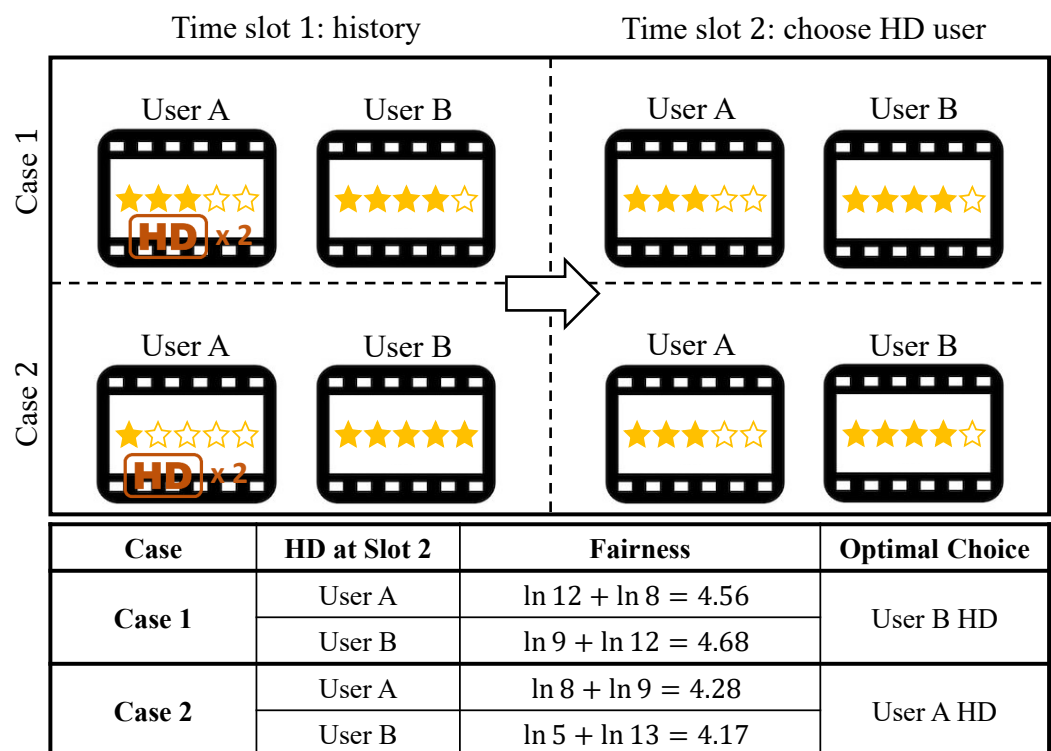 Time slot 1: history
Time slot 2: choose HD user
Case 1
User A
User B
User A
User B
HD x 2
Case 2
User A
User B
User A
User B
HD x 2
Case HD at Slot 2 Fairness Optimal Choice
Case 1
User A ln 12 + ln 8 = 4.56
User B HD
User B ln 9 + ln 12 = 4.68
Case 2
User A ln 8 + ln 9 = 4.28
User A HD
User B ln 5 + ln 13 = 4.17